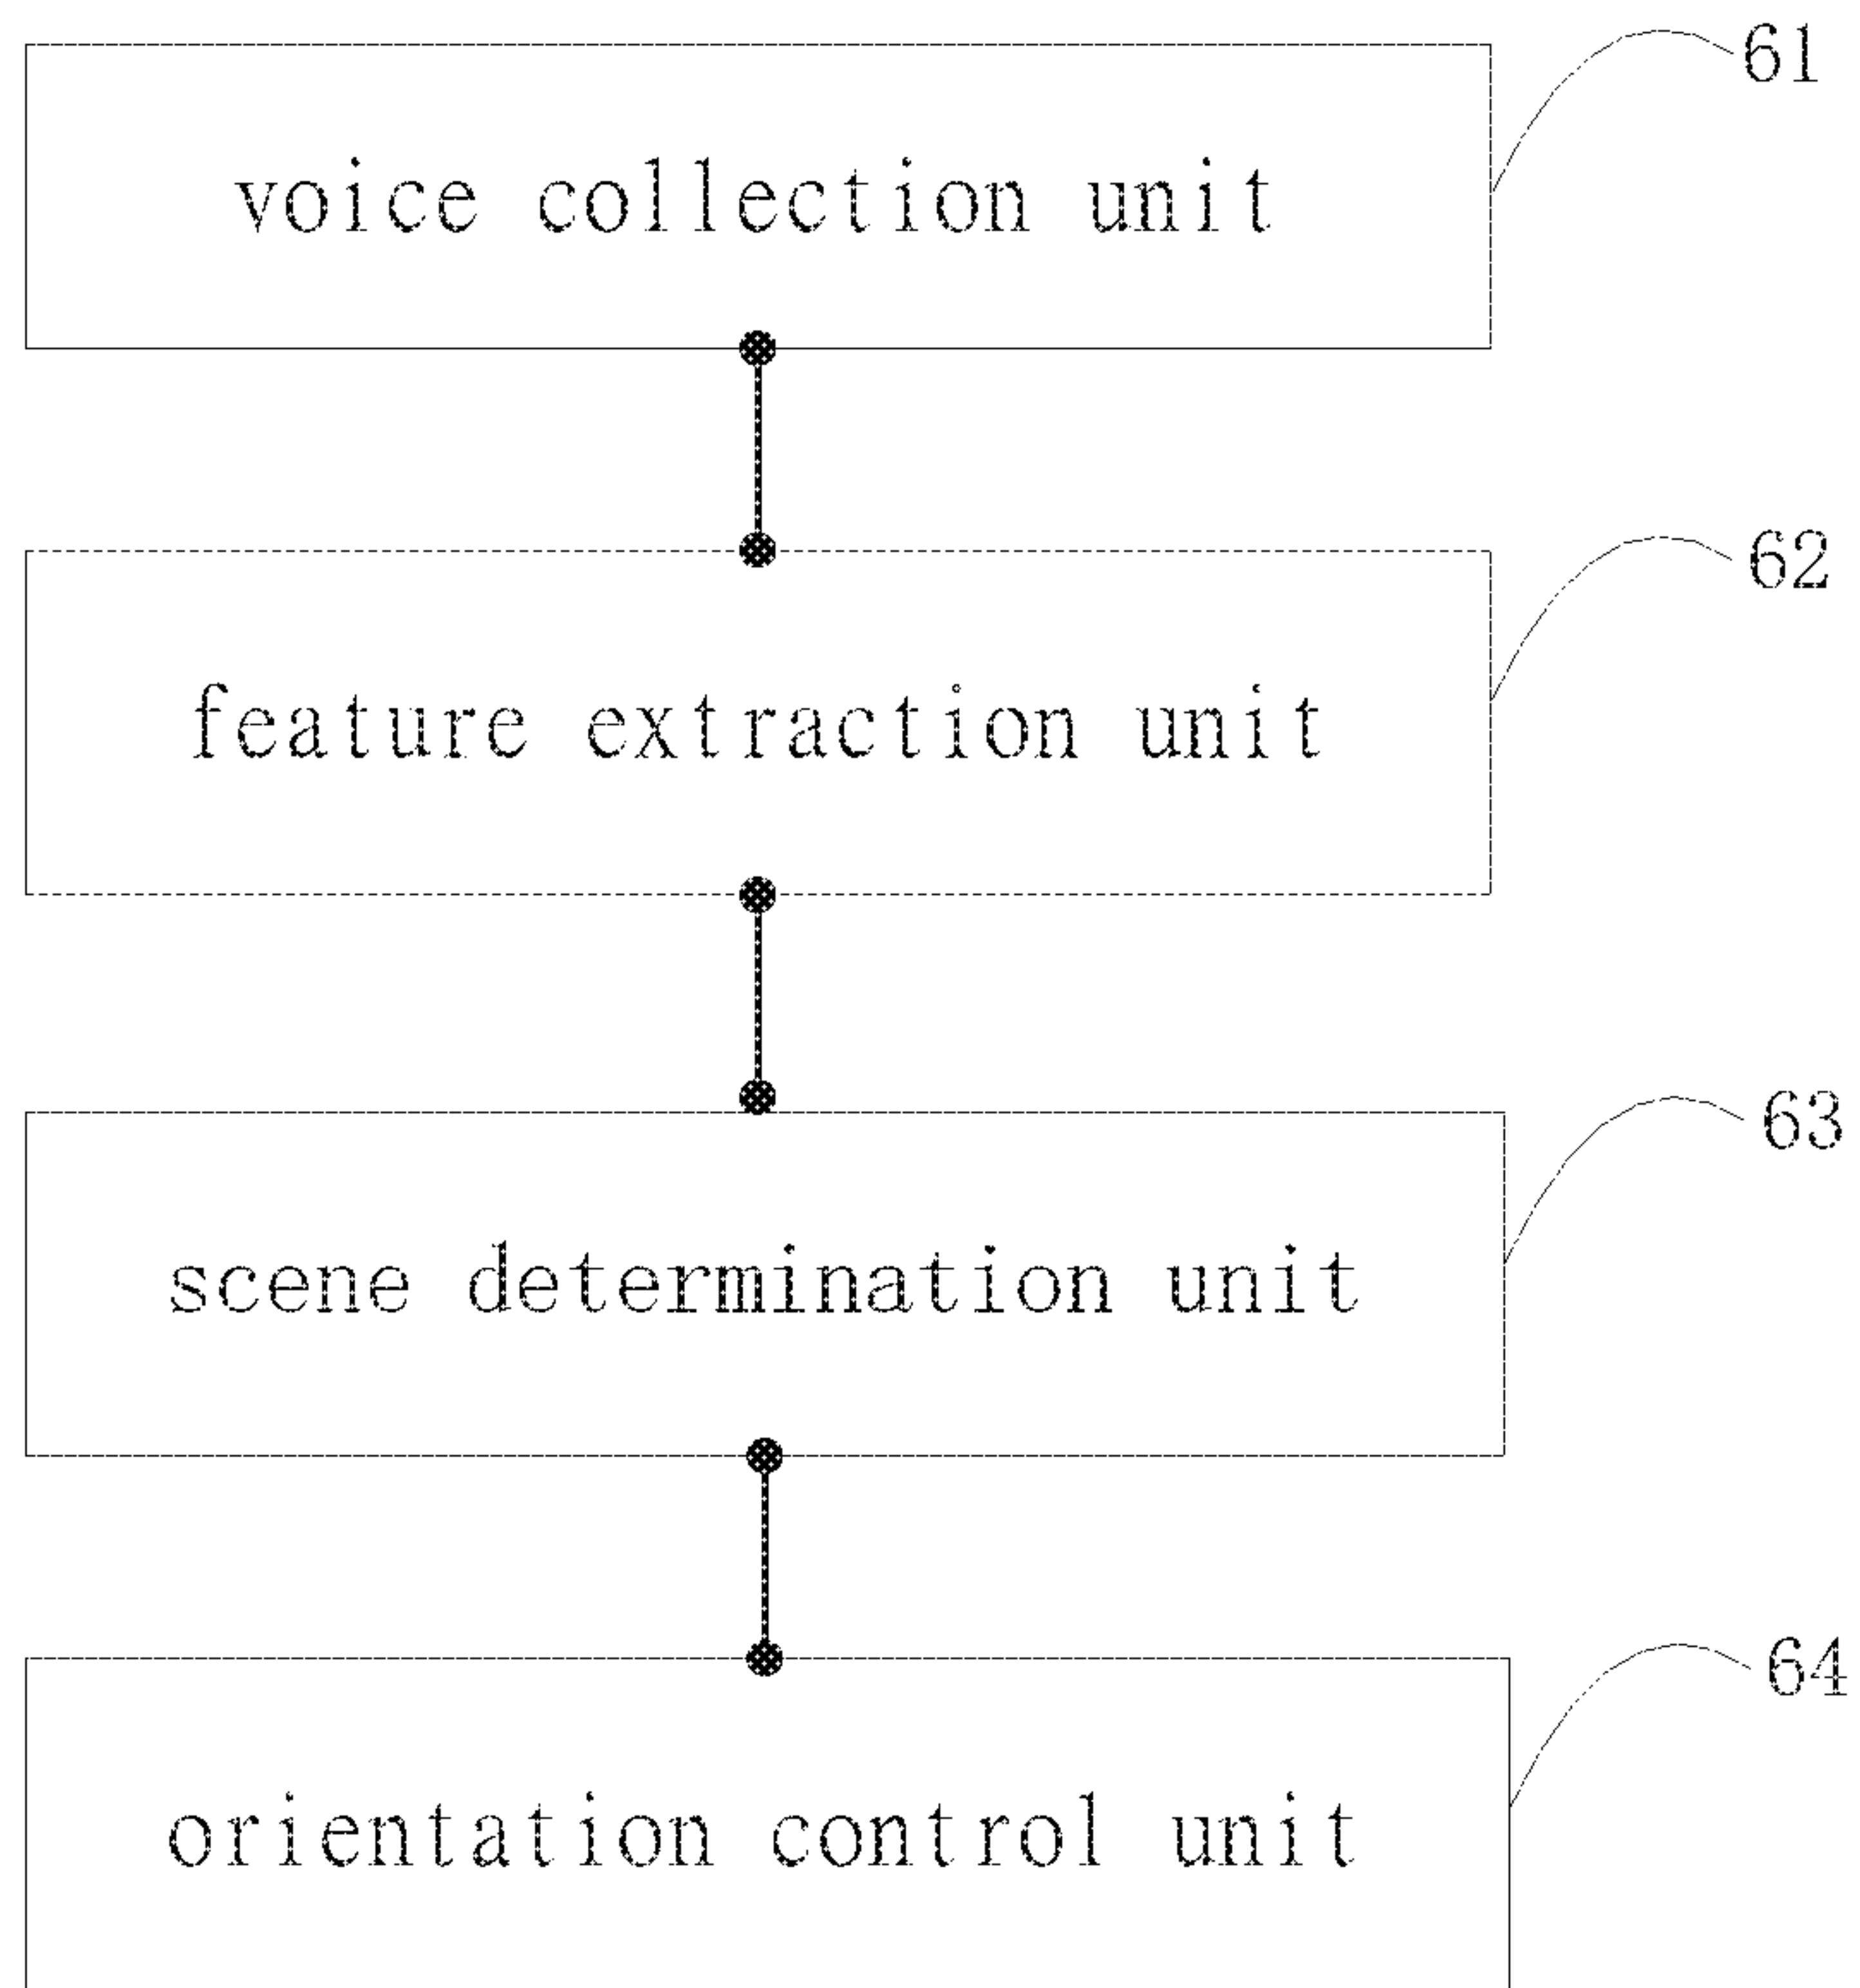 61
voice collection unit
62
feature extraction unit
63
scene determination unit
64
orientation control unit